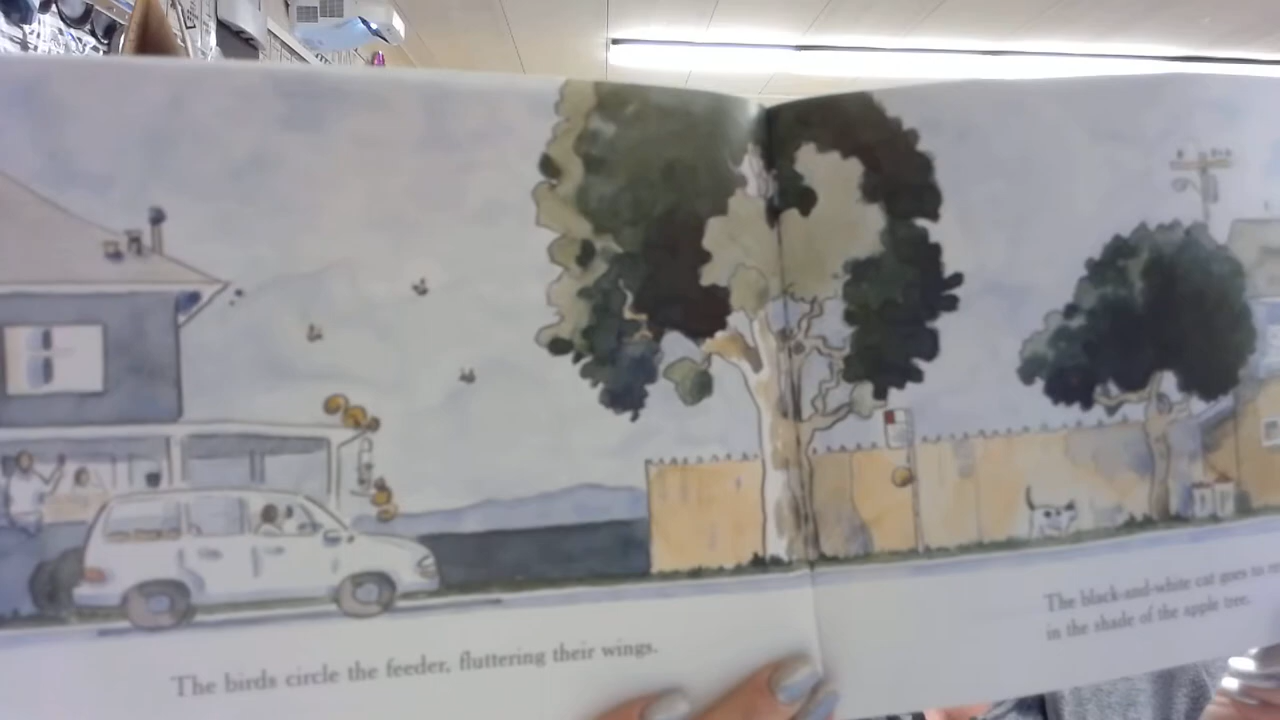 The birds circle the feeder, fluttering their wings.
The black-and-white cat goes to
in the shade of the apple tree.